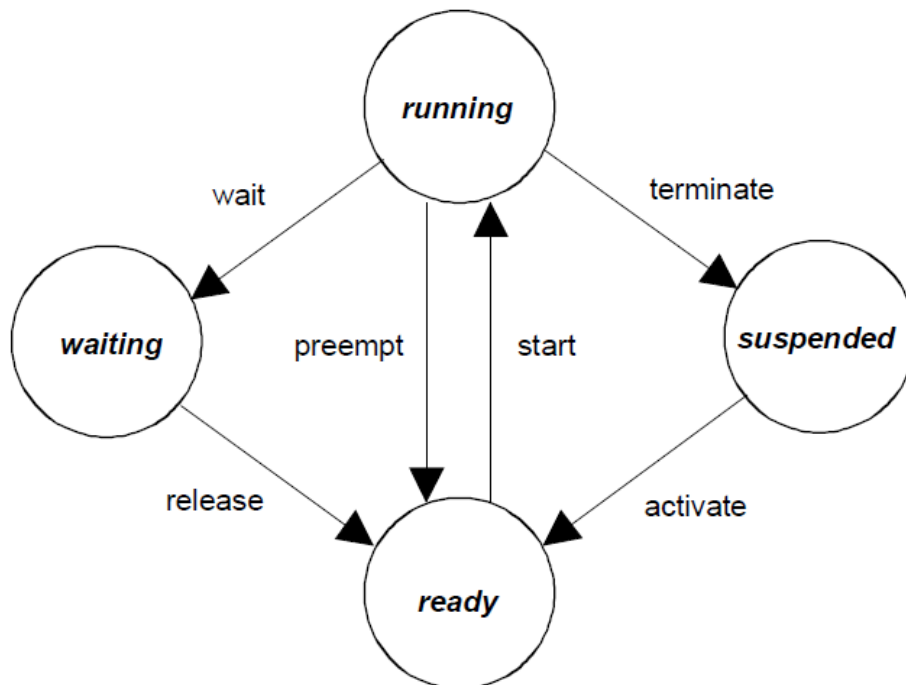 running
wait
terminate
waiting
preempt
start
suspended
release
activate
ready